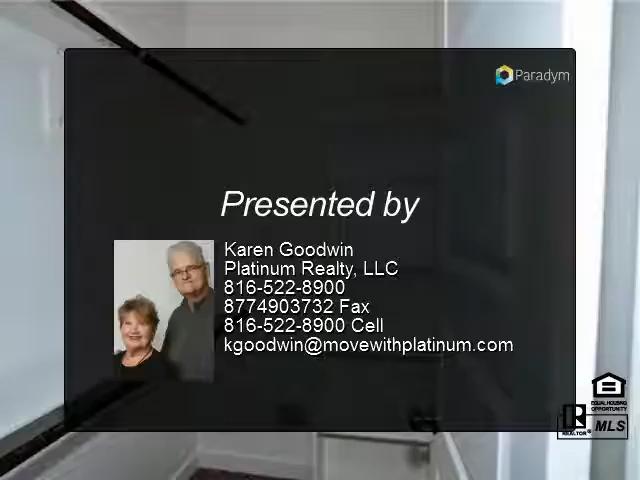 Paradym
Presented by
Karen Goodwin
Platinum Realty, LLC
816-522-8900
8774903732 Fax
816-522-8900 Cell
kgoodwin@movewithplatinum.com
EQUAL HOUSING
OPPORTUNITY
REALTOR® MLS